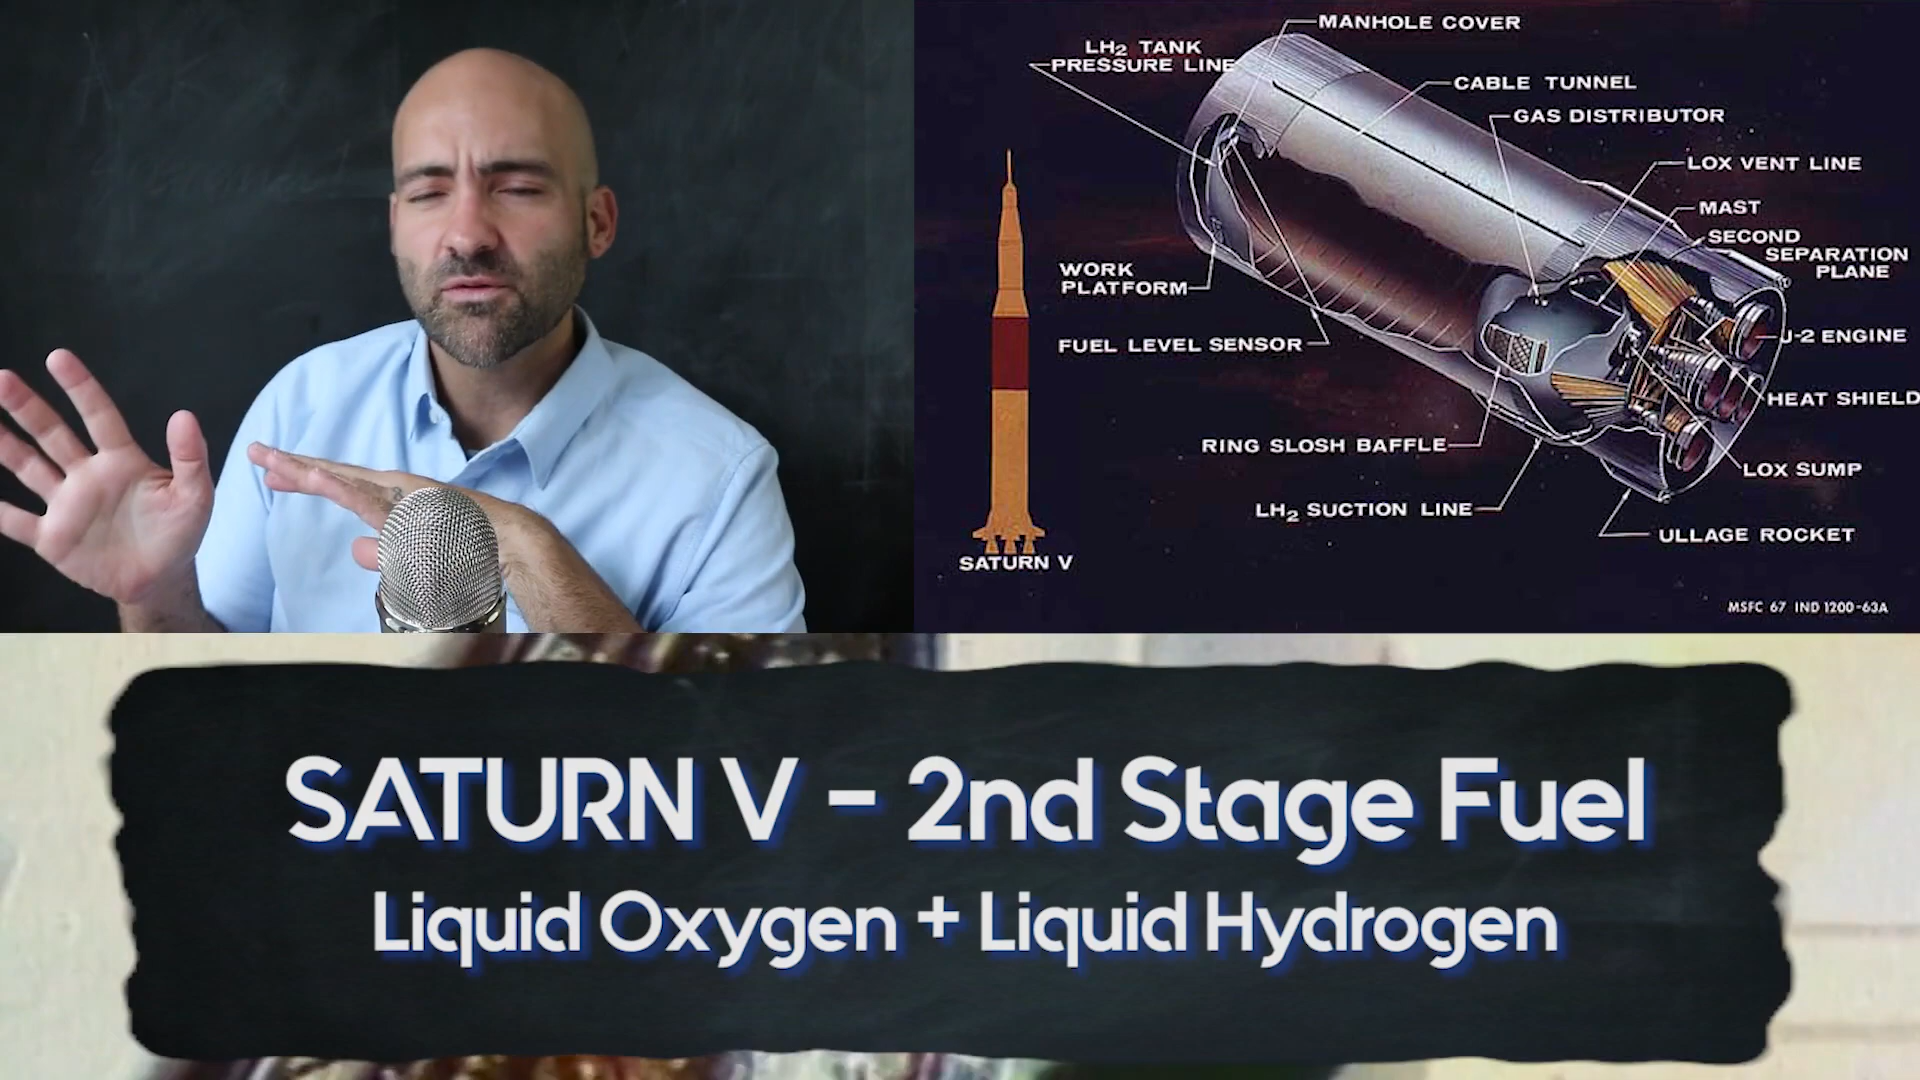 MANHOLE COVER
LH₂ TANK
PRESSURE LINE
CABLE TUNNEL
GAS DISTRIBUTOR
LOX VENT LINE
MAST
SECOND
SEPARATION
PLANE
WORK
PLATFORM
FUEL LEVEL SENSOR
J-2 ENGINE
HEAT SHIELD
RING SLOSH BAFFLE
LOX SUMP
LH₂ SUCTION LINE
ULLAGE ROCKET
SATURN V
MSFC 67 IND 1200-63A
SATURN V - 2nd Stage Fuel
Liquid Oxygen + Liquid Hydrogen